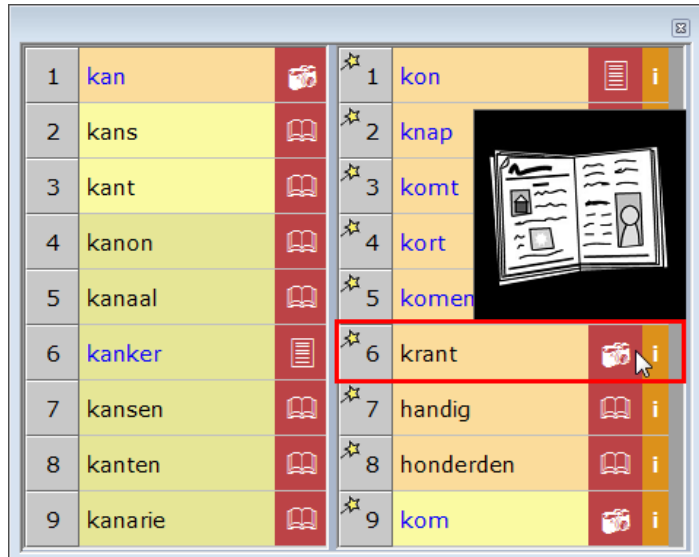 1 kan
2 kans
3 kant
4 kanon
5 kanaal
6 kanker
7 kansen
8 kanten
9 kanarie
1 kon i
2 knap
3 komt
4 kort
5 komen
6 krant i
7 handig i
8 honderden i
9 kom i